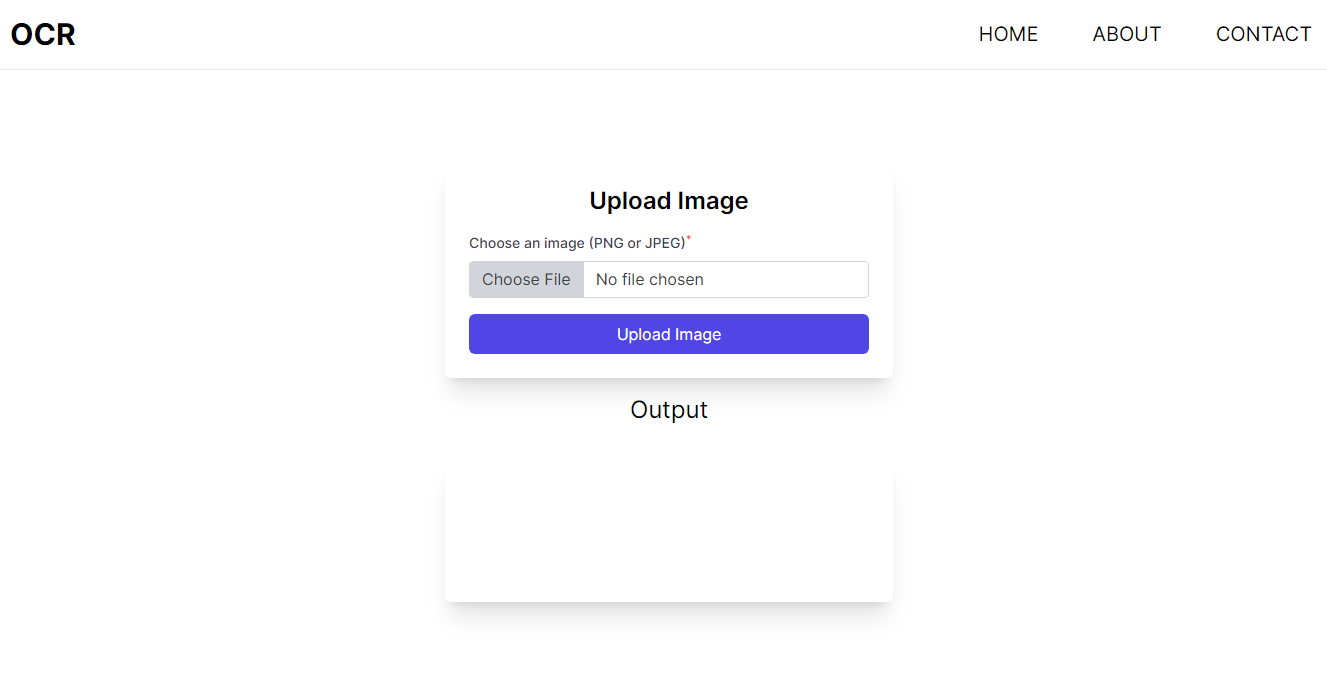 OCR HOME ABOUT CONTACT
Upload Image
Choose an image (PNG or JPEG)*
Choose File No file chosen
Upload Image
Output